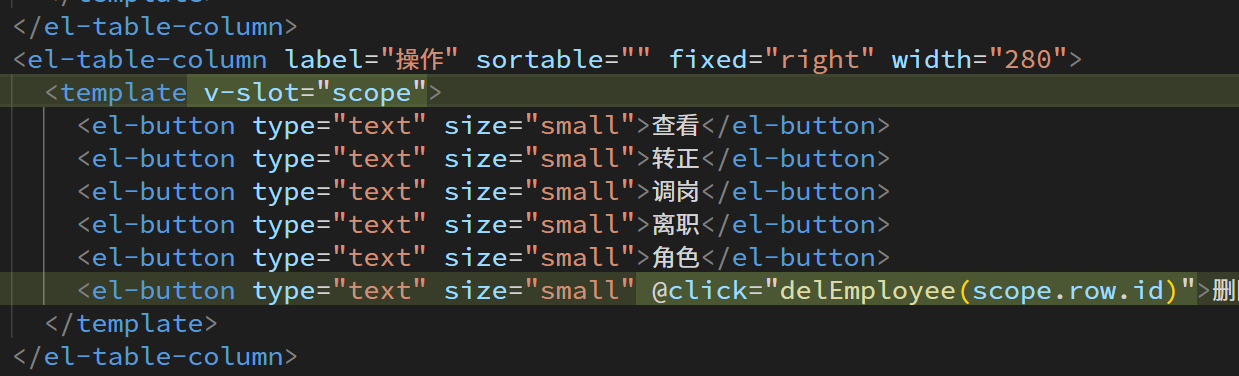 </template>
</el-table-column>
<el-table-column label="操作" sortable="" fixed="right" width="280">
<template v-slot="scope">
<el-button type="text" size="small">查看</el-button>
<el-button type="text" size="small">转正</el-button>
<el-button type="text" size="small">调岗</el-button>
<el-button type="text" size="small">离职</el-button>
<el-button type="text" size="small">角色</el-button>
<el-button type="text" size="small" @click="delEmployee(scope.row.id)">删
</template>
</el-table-column>